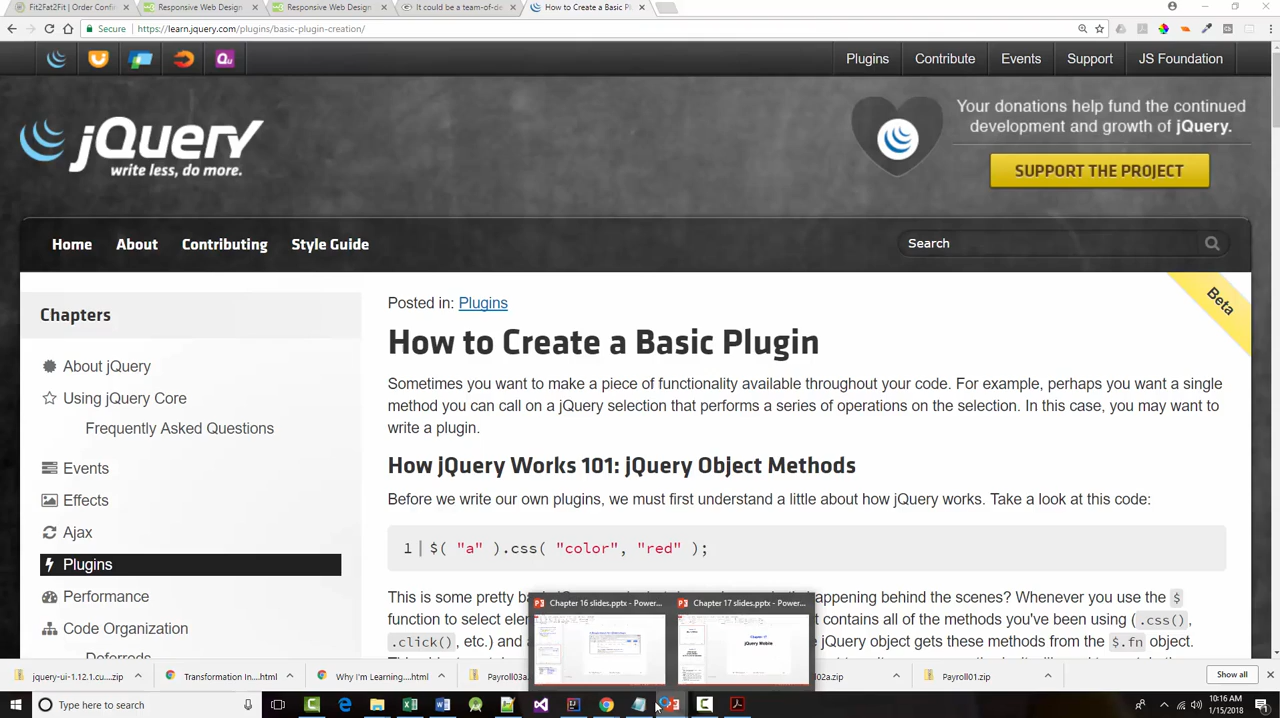 Fit2Fat2Fit | Order Confi
Responsive Web Design
Responsive Web Design
It could be a team-of-de
How to Create a Basic Pl
Secure
https://learn.jquery.com/plugins/basic-plugin-creation/
Plugins
Contribute
Events
Support
JS Foundation
jQuery
write less, do more.
Your donations help fund the continued
development and growth of jQuery.
SUPPORT THE PROJECT
Home
About
Contributing
Style Guide
Search
Beta
Chapters
About jQuery
Using jQuery Core
Frequently Asked Questions
Events
Effects
Ajax
Plugins
Performance
Code Organization
Posted in: Plugins
How to Create a Basic Plugin
Sometimes you want to make a piece of functionality available throughout your code. For example, perhaps you want a single
method you can call on a jQuery selection that performs a series of operations on the selection. In this case, you may want to
write a plugin.
How jQuery Works 101: jQuery Object Methods
Before we write our own plugins, we must first understand a little about how jQuery works. Take a look at this code:
1 $( "a" ).css( "color", "red" );
This is some pretty happening behind the scenes? Whenever you use the $
function to select contains all of the methods you've been using (.css(),
.click(), etc.) and jQuery object gets these methods from the $.fn object.
Chapter 16 slides.pptx - Power...
Chapter 17 slides.pptx - Power...
Chapter 17
jQuery Mobile
jquery-ui-1.12.1.cu....zip
Transformation In....html
Why I'm Learning....html
Payroll03a
02a.zip
Payroll01.zip
Show all
Type here to search
10:16 AM
1/15/2018